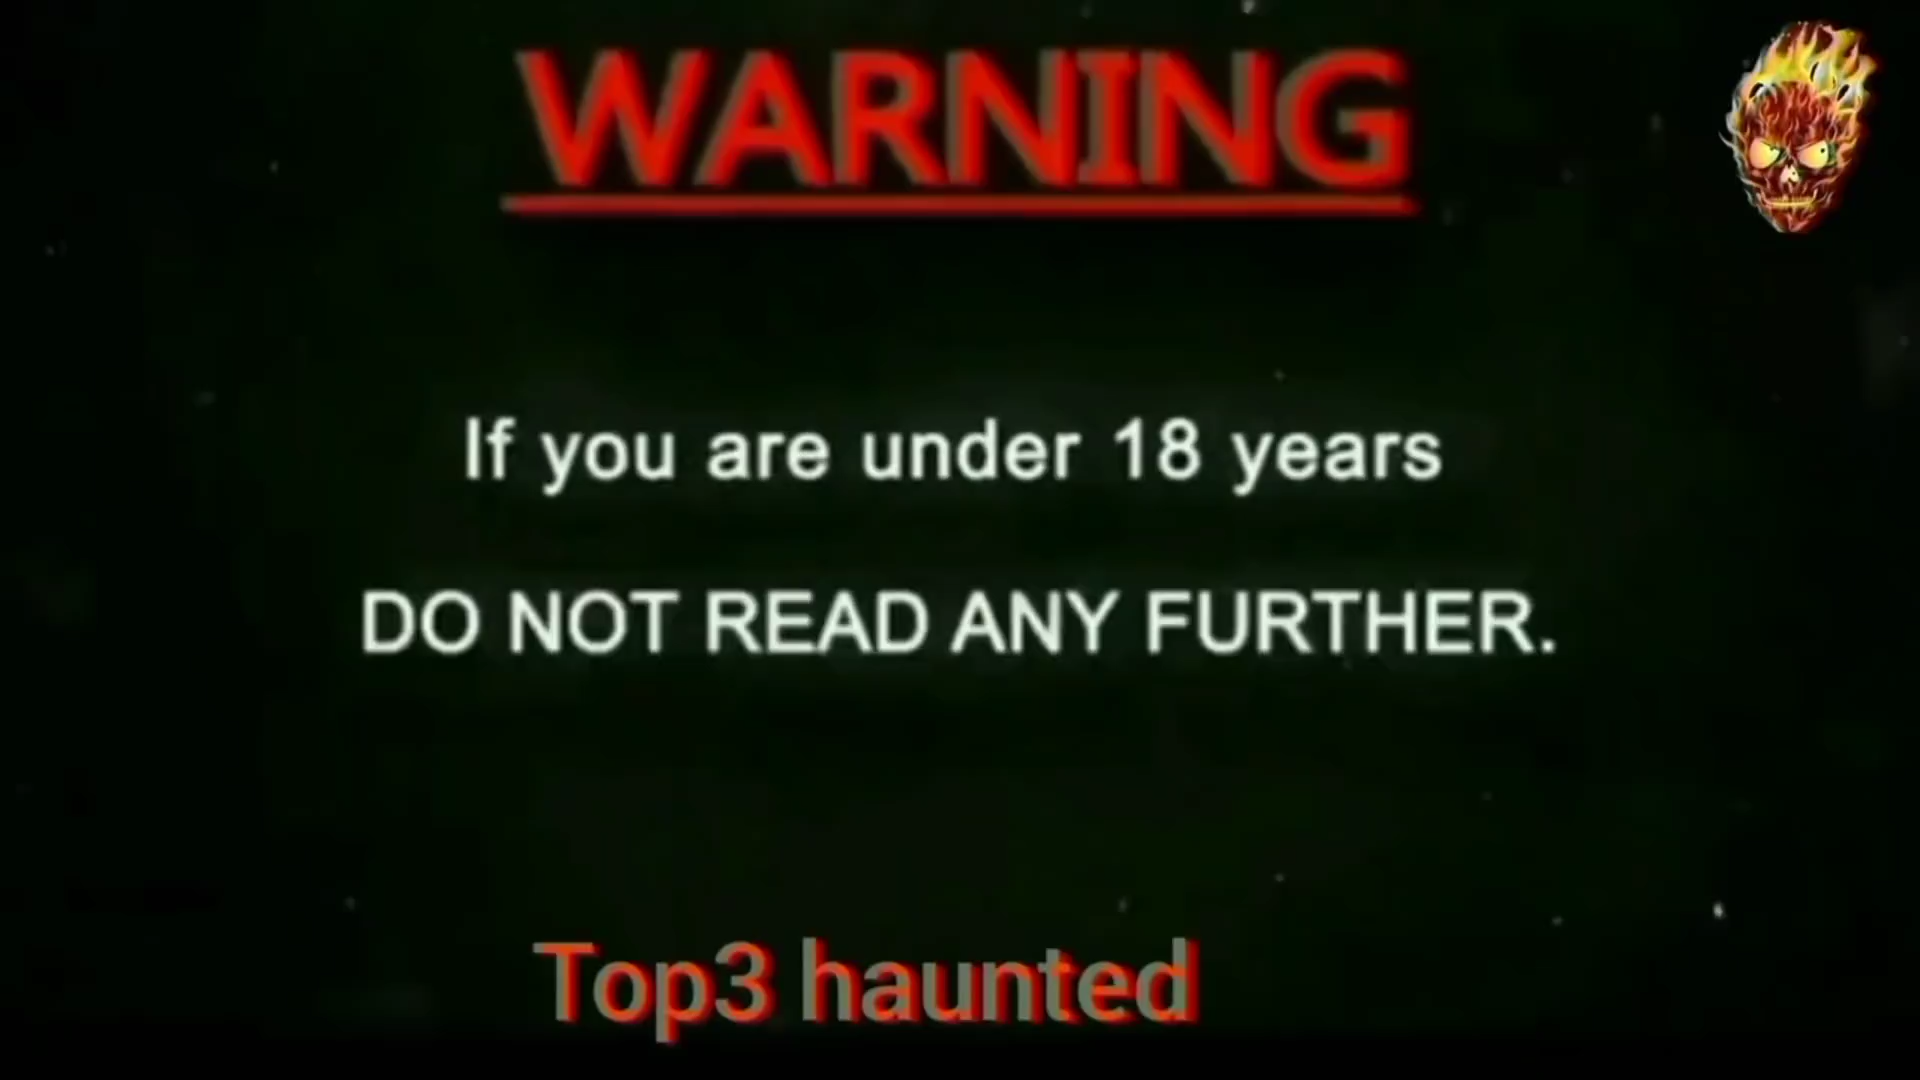 WARNING
If you are under 18 years
DO NOT READ ANY FURTHER.
Top3 haunted